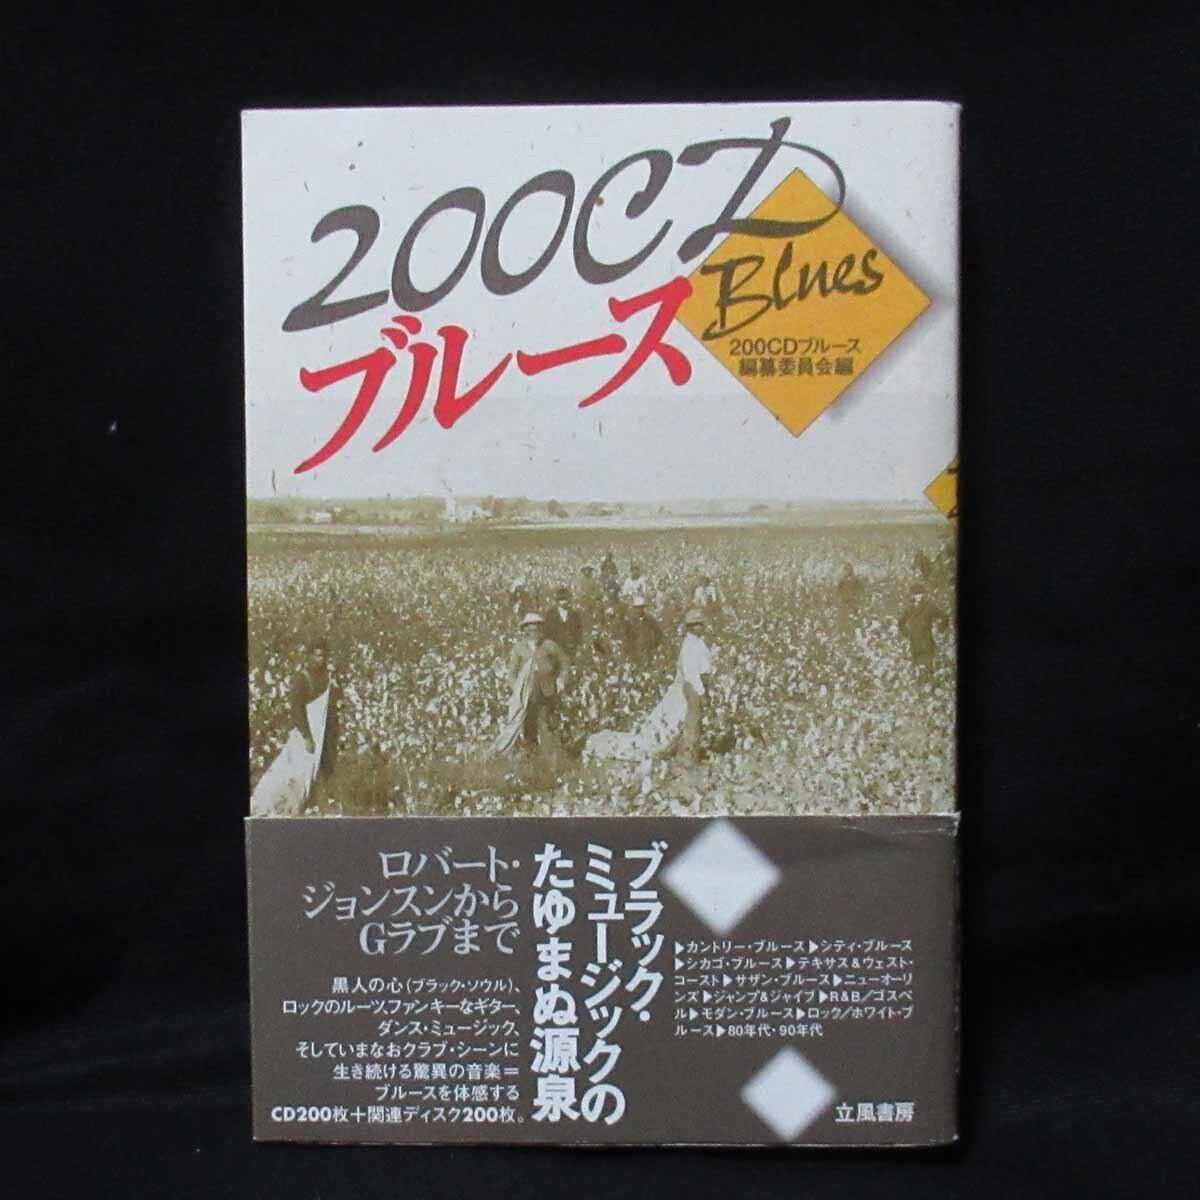 200CD
ブルース
Blues
200CDブルース
編纂委員会編
ブラック・
ミュージックの
たゆまぬ源泉
ロバート・
ジョンスンから
Gラブまで
黒人の心(ブラック・ソウル)、
ロックのルーツ、ファンキーなギター、
ダンス・ミュージック、
そしていまなおクラブ・シーンに
生き続ける驚異の音楽＝
ブルースを体感する
CD200枚＋関連ディスク200枚。
▶カントリー・ブルース▶シティ・ブルース
▶シカゴ・ブルース▶テキサス&ウェスト・
コースト▶サザン・ブルース▶ニューオーリ
ンズ▶ジャンプ&ジャイブ▶R&B／ゴスペ
ル▶モダン・ブルース▶ロック／ホワイト・ブ
ルース▶80年代・90年代
立風書房